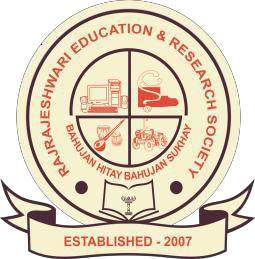 RAJRAJESHWARI EDUCATION & RESEARCH SOCIETY
BAHUJAN HITAY BAHUJAN SUKHAY
ESTABLISHED - 2007